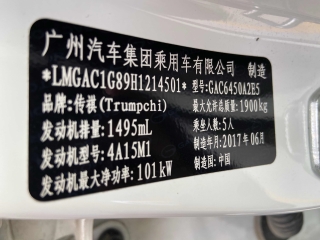 广州汽车集团乘用车有限公司 制造
*LMGAC1G89H1214501* 型号:GAC6450A2E5
品牌:传祺(Trumpchi) 最大允许总质量:1900kg
发动机排量:1495mL 乘坐人数:5人
发动机型号:4A15M1 制造年月:2017年06月
发动机最大净功率:101kW 制造国:中国